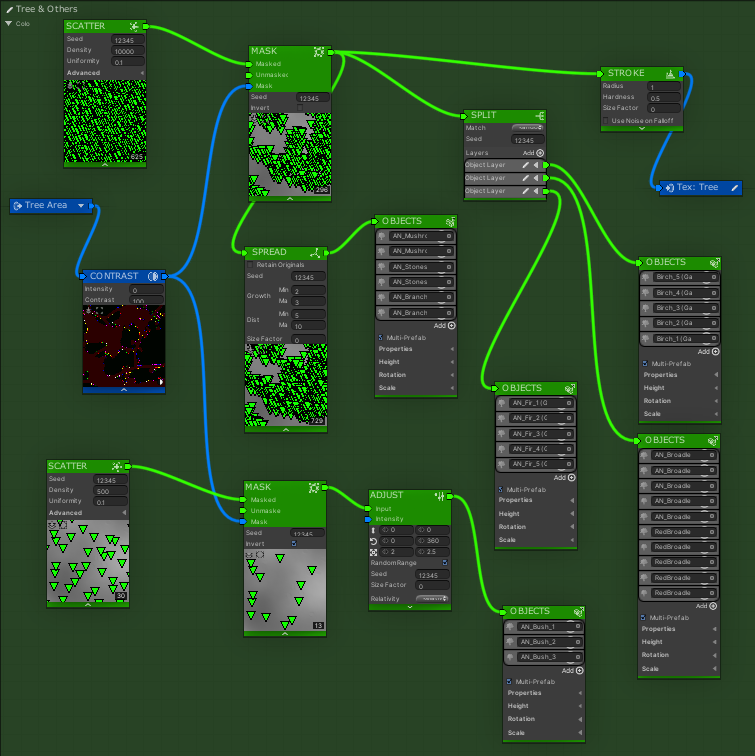 Tree & Others
Colo
SCATTER
Seed 12345
Density 10000
Uniformity 0.1
Advanced
625
MASK
Masked
Unmasked
Mask
Seed 12345
Invert
296
STROKE
Radius 1
Hardness 0.5
Size Factor 0
Use Noise on Falloff
SPLIT
Match
Seed 12345
Layers Add
Object Layer
Object Layer
Object Layer
Tex: Tree
Tree Area
CONTRAST
Intensity 0
Contrast 100
SPREAD
Retain Originals
Seed 12345
Growth Min 2
Ma 3
Dist Min 5
Ma 10
Size Factor 0
729
OBJECTS
AN_Mushrc
AN_Mushrc
AN_Stones
AN_Stones
AN_Branch
AN_Branch
Add
Multi-Prefab
Properties
Height
Rotation
Scale
OBJECTS
Birch_5 (Ga
Birch_4 (Ga
Birch_3 (Ga
Birch_2 (Ga
Birch_1 (Ga
Add
Multi-Prefab
Properties
Height
Rotation
Scale
OBJECTS
AN_Fir_1 (G
AN_Fir_2 (
AN_Fir_3 (
AN_Fir_4 (
AN_Fir_5 (
Add
Multi-Prefab
Properties
Height
Rotation
Scale
OBJECTS
AN_Broadle
AN_Broadle
AN_Broadle
AN_Broadle
AN_Broadle
RedBroadle
RedBroadle
RedBroadle
RedBroadle
RedBroadle
Add
Multi-Prefab
Properties
Height
Rotation
Scale
SCATTER
Seed 12345
Density 500
Uniformity 0.1
Advanced
30
MASK
Masked
Unmaske
Mask
Seed 12345
Invert
13
ADJUST
Input
Intensity
0 0
0 360
2 2.5
RandomRange
Seed 12345
Size Factor 0
Relativity
OBJECTS
AN_Bush_1
AN_Bush_2
AN_Bush_3
Add
Multi-Prefab
Properties
Height
Rotation
Scale